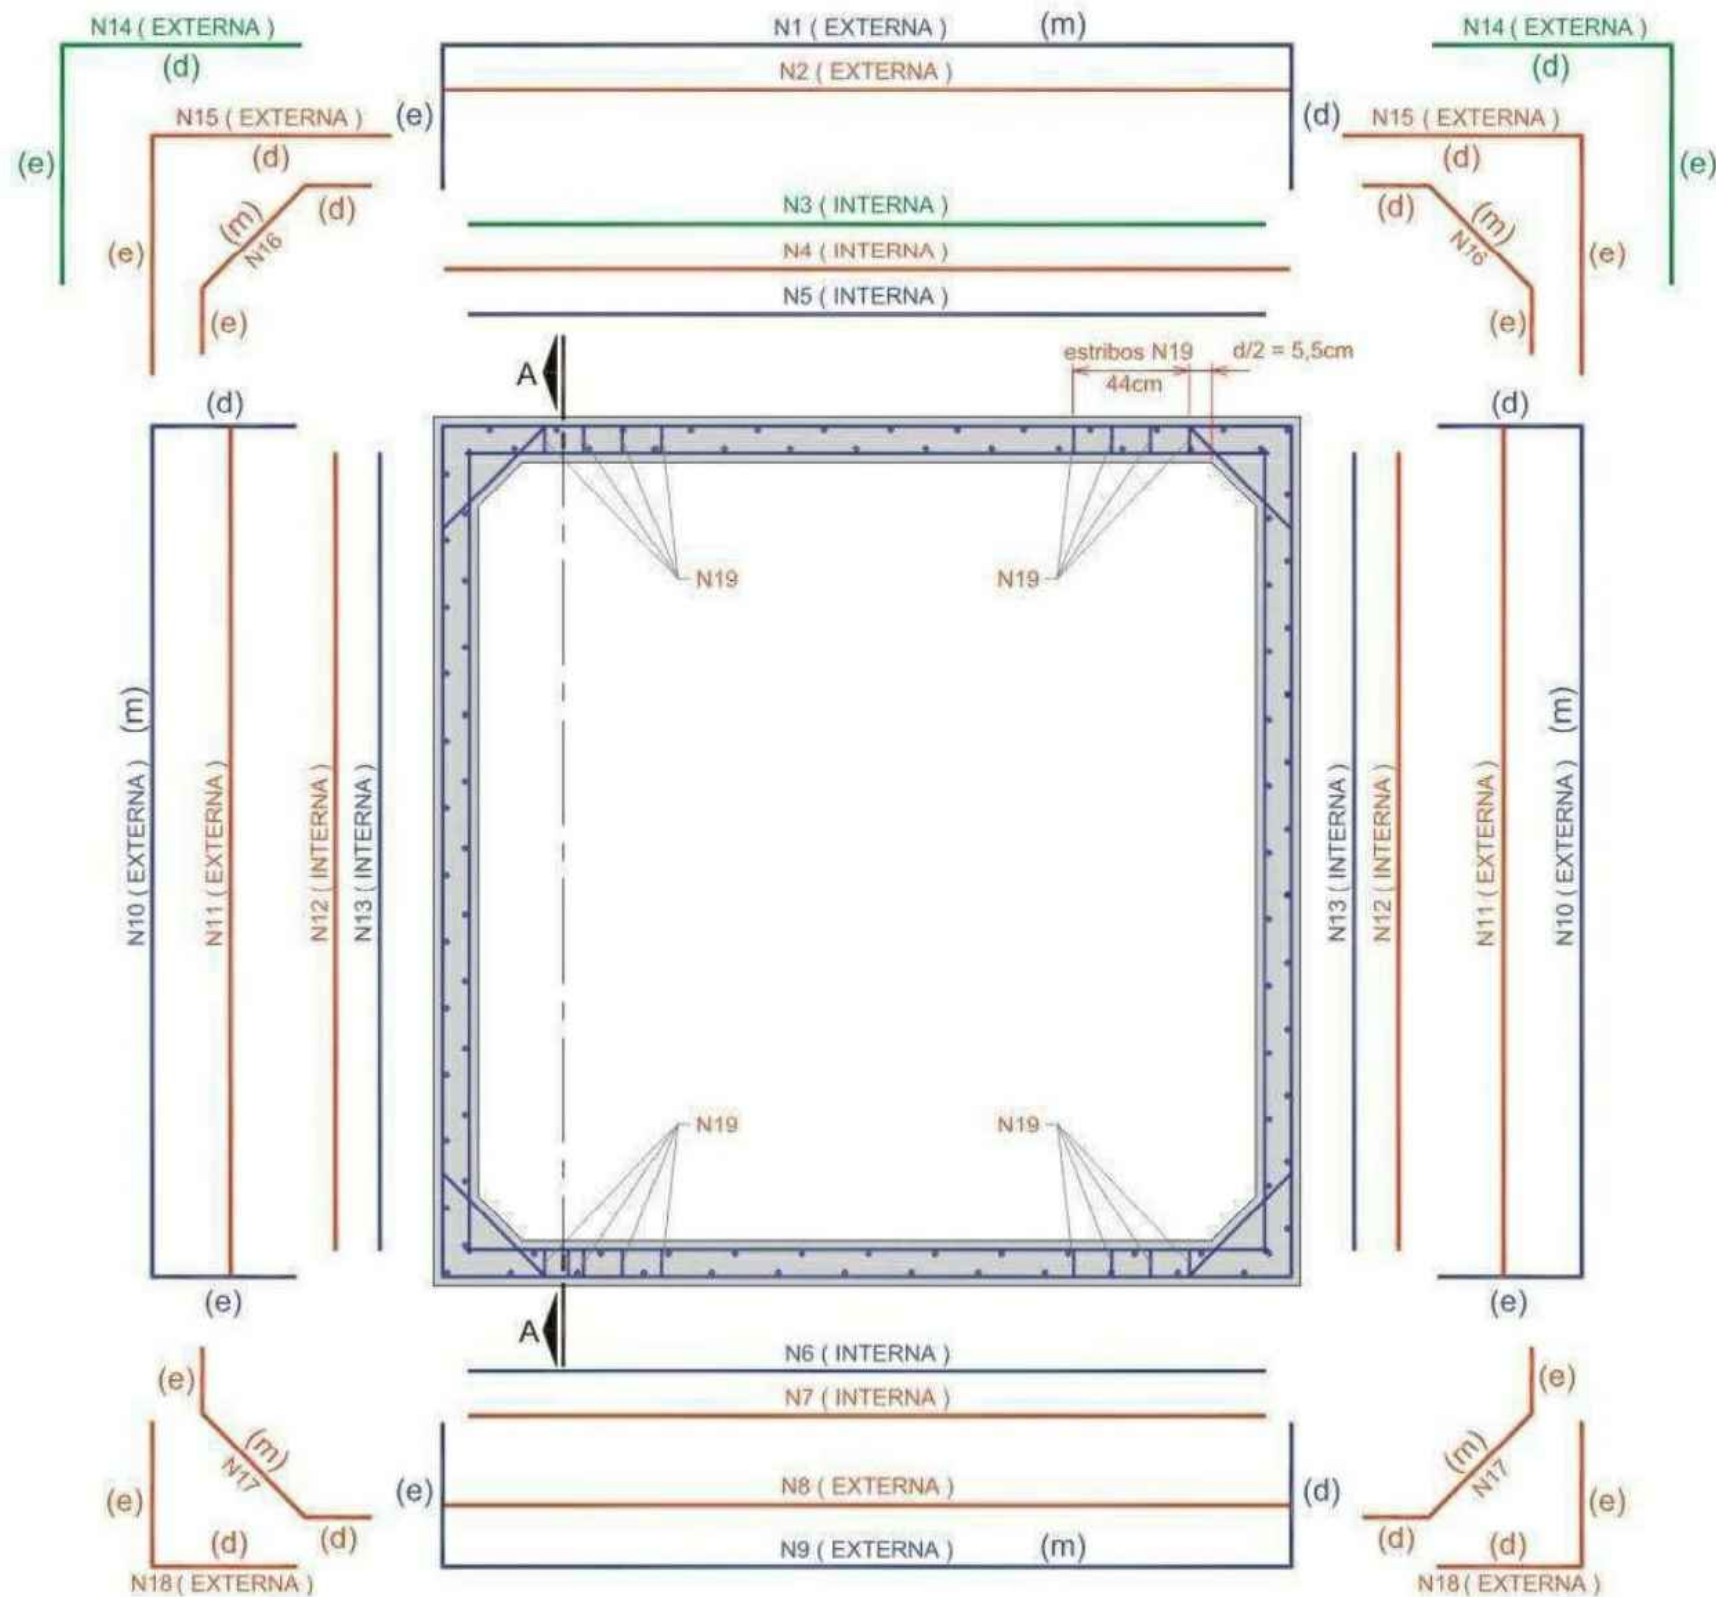 N14 ( EXTERNA )
N1 ( EXTERNA )
(m)
N14 ( EXTERNA )
(d)
N2 ( EXTERNA )
(d)
N15 ( EXTERNA )
(e)
(d)
N15 ( EXTERNA )
(e)
(d)
(d)
(e)
(m)
N16
(d)
N3 ( INTERNA )
(d)
(m)
N16
(e)
N4 ( INTERNA )
(e)
N5 ( INTERNA )
(e)
(e)
estribos N19
d/2 = 5,5cm
A
44cm
(d)
(d)
N19
N19
(m)
(m)
N10 ( EXTERNA )
N11 ( EXTERNA )
N12 ( INTERNA )
N13 ( INTERNA )
N13 ( INTERNA )
N12 ( INTERNA )
N11 ( EXTERNA )
N10 ( EXTERNA )
N19
N19
(e)
(e)
A
N6 ( INTERNA )
(e)
(e)
N7 ( INTERNA )
(m)
N17
(m)
N17
(e)
(e)
N8 ( EXTERNA )
(d)
(e)
(d)
(d)
N9 ( EXTERNA )
(m)
(d)
(d)
N18 ( EXTERNA )
N18 ( EXTERNA )